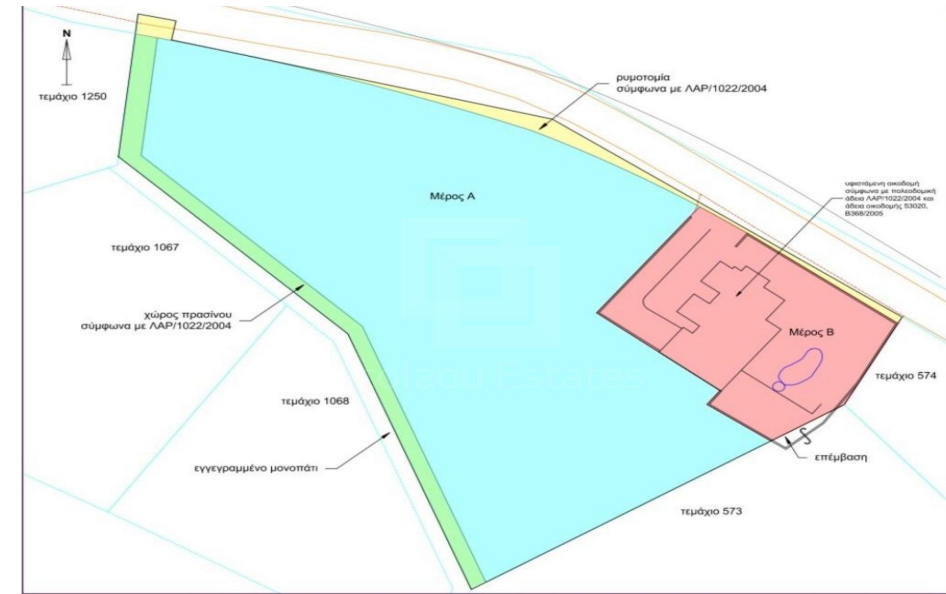 N
τεμάχιο 1250
ρυμοτομία
σύμφωνα με ΛΑΡ/1022/2004
Μέρος Α
υφιστάμενη οικοδομή
σύμφωνα με πολεοδομική
άδεια ΛΑΡ/1022/2004 και
άδεια οικοδομής 53020,
Β368/2005
τεμάχιο 1067
χώρος πρασίνου
σύμφωνα με ΛΑΡ/1022/2004
Μέρος Β
τεμάχιο 574
τεμάχιο 1068
επέμβαση
εγγεγραμμένο μονοπάτι
τεμάχιο 573
Estates